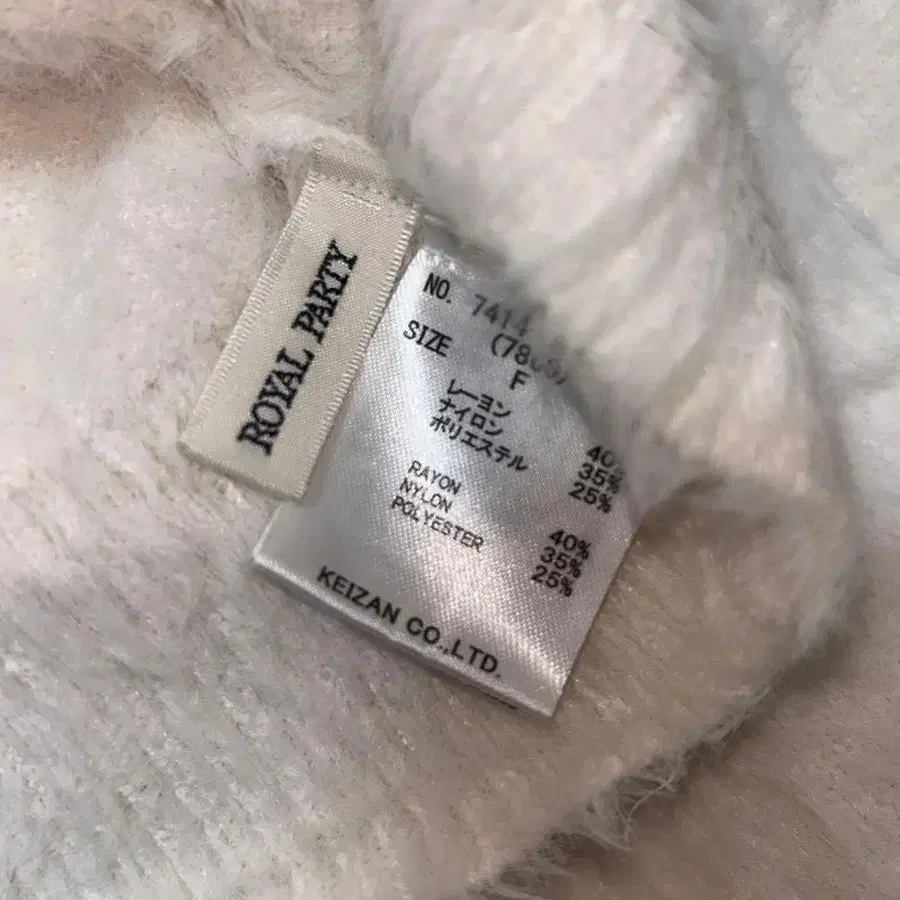 ROYAL PARTY
NO. 7414
SIZE
F
レーヨン 40%
ナイロン 35%
ポリエステル 25%
RAYON 40%
NYLON 35%
POLYESTER 25%
KEIZAN CO.,LTD.